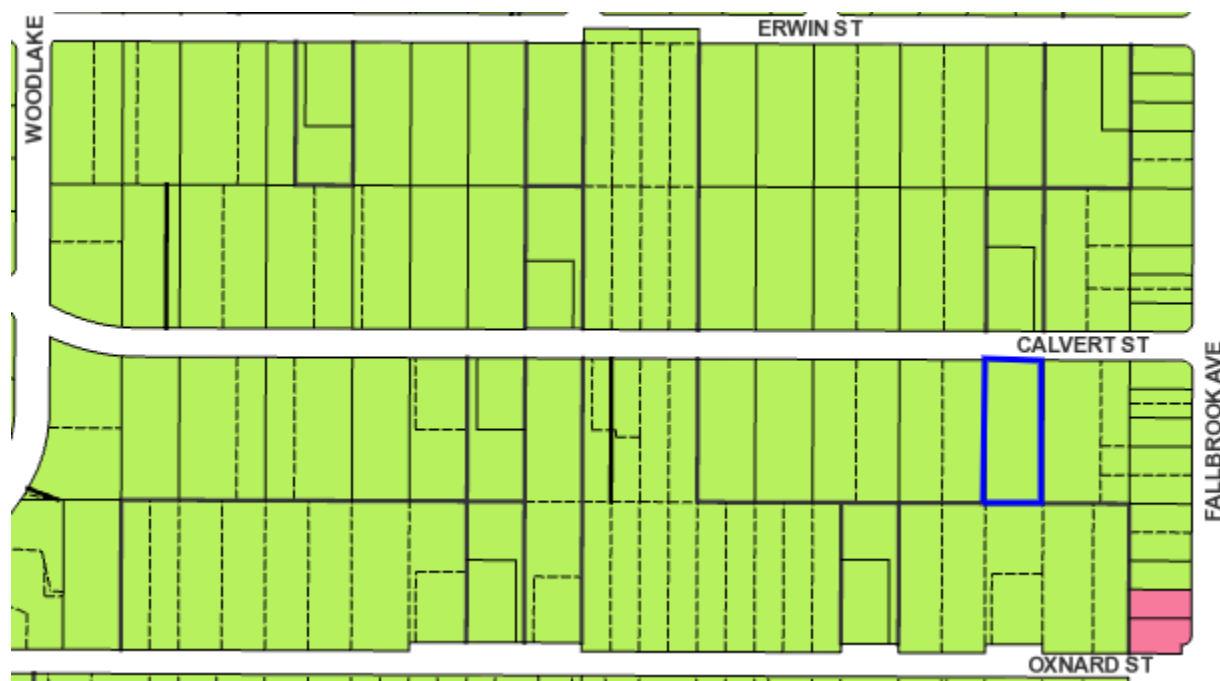 ERWIN ST
WOODLAKE
CALVERT ST
FALLBROOK AVE
OXNARD ST